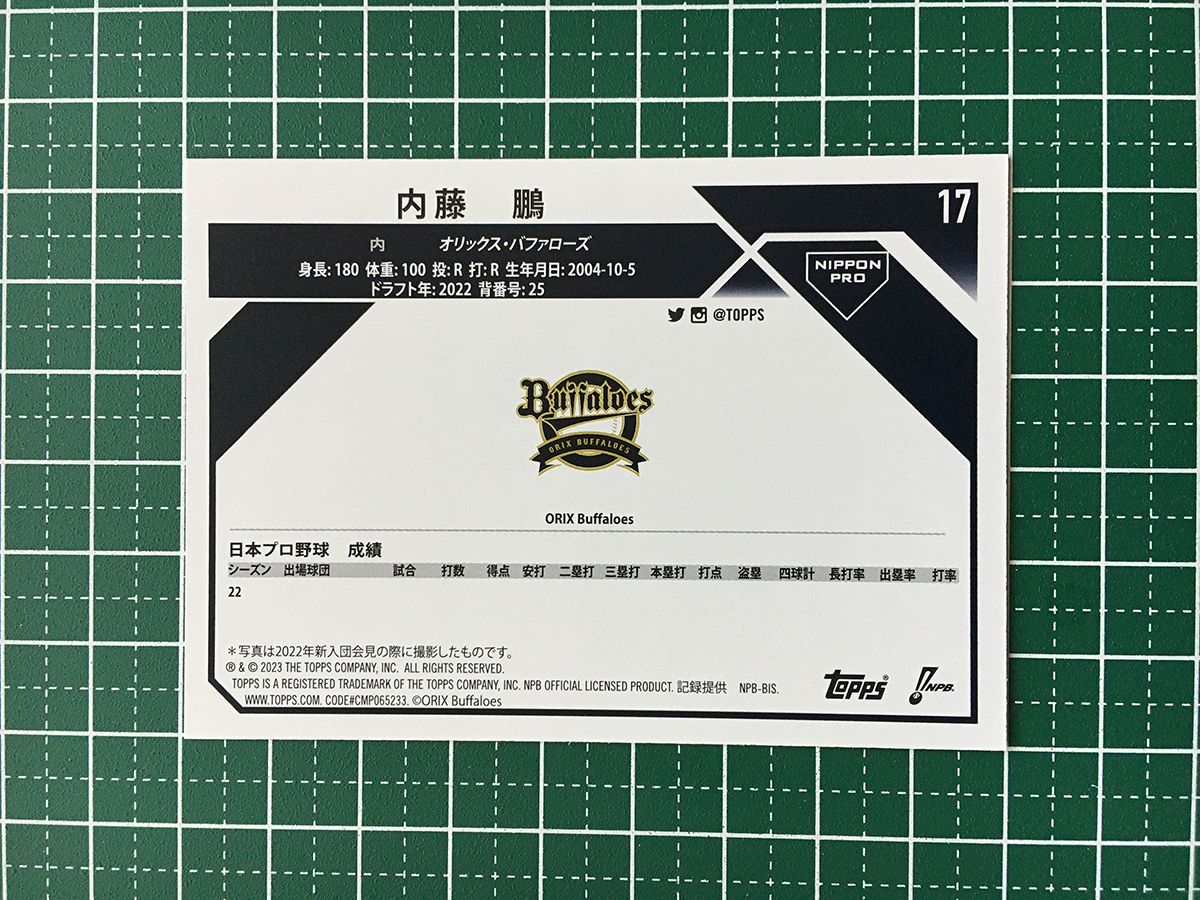 17
内藤　鵬
内　オリックス・バファローズ
身長: 180 体重: 100 投: R 打: R 生年月日: 2004-10-5
ドラフト年: 2022 背番号: 25
NIPPON
PRO
@TOPPS
Buffaloes
ORIX BUFFALOES
ORIX Buffaloes
日本プロ野球　成績
シーズン 出場球団 試合 打数 得点 安打 二塁打 三塁打 本塁打 打点 盗塁 四球計 長打率 出塁率 打率
22
＊写真は2022年新入団会見の際に撮影したものです。
® & © 2023 THE TOPPS COMPANY, INC. ALL RIGHTS RESERVED.
TOPPS IS A REGISTERED TRADEMARK OF THE TOPPS COMPANY, INC. NPB OFFICIAL LICENSED PRODUCT. 記録提供 NPB-BIS.
WWW.TOPPS.COM. CODE#CMP065233. ©ORIX Buffaloes
TOPPS®
NPB.